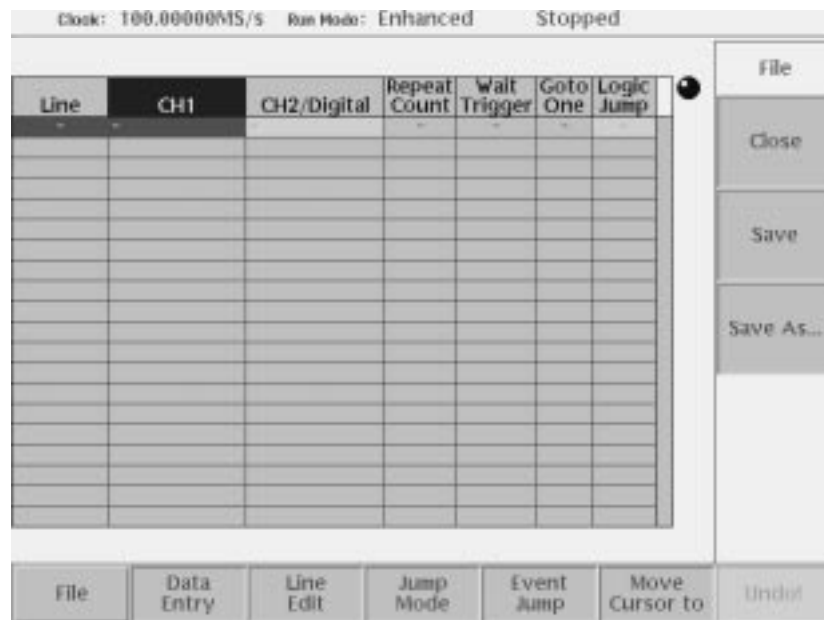 Clock: 100.00000MS/s Run Mode: Enhanced Stopped
File
Line CH1 CH2/Digital Repeat Count Wait Trigger Goto One Logic Jump
Close
Save
Save As...
File Data Entry Line Edit Jump Mode Event Jump Move Cursor to Undo!